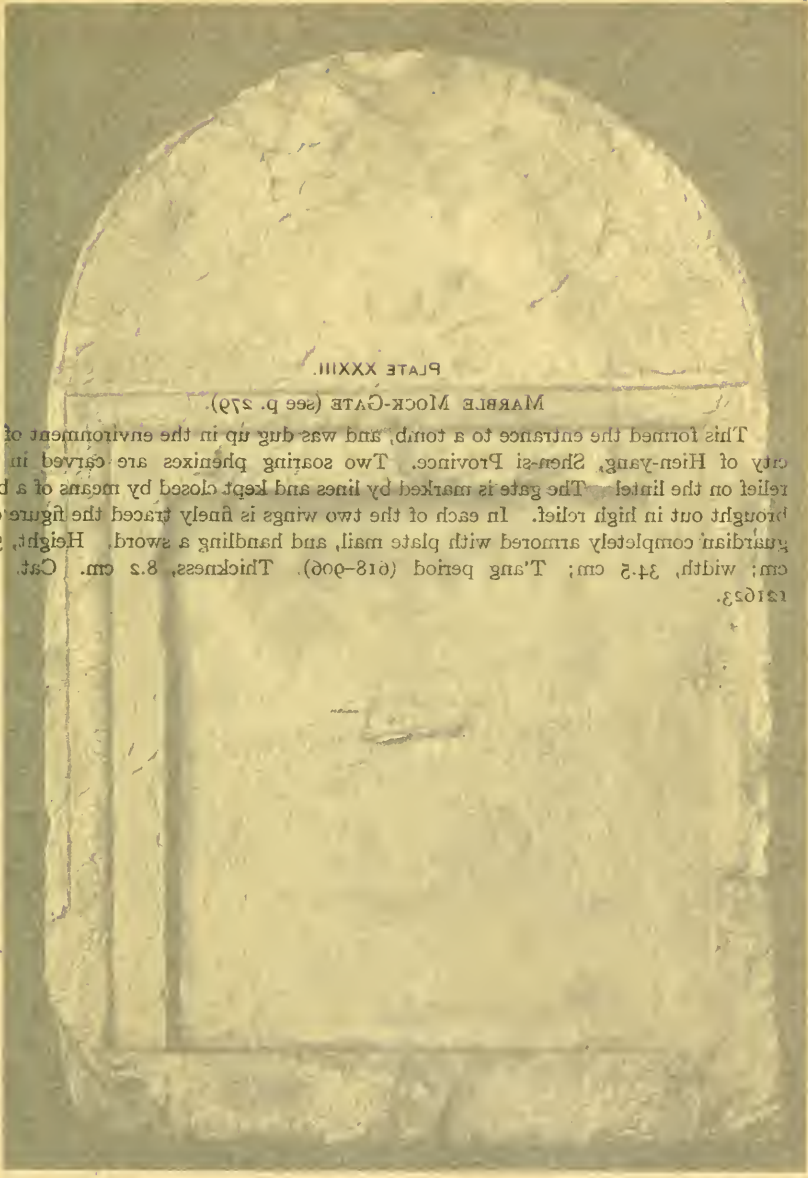 PLATE XXXIII.
MARBLE MOCK-GATE (see p. 279).
This formed the entrance to a tomb, and was dug up in the environment of
city of Hien-yang, Shen-si Province. Two soaring phenixes are carved in
relief on the lintel The gate is marked by lines and kept closed by means of a
brought out in high relief. In each of the two wings is finely traced the figure
guardian completely armored with plate mail, and handling a sword. Height,
cm; width, 34.5 cm; T'ang period (618–906). Thickness, 8.2 cm. Cat.
121623.